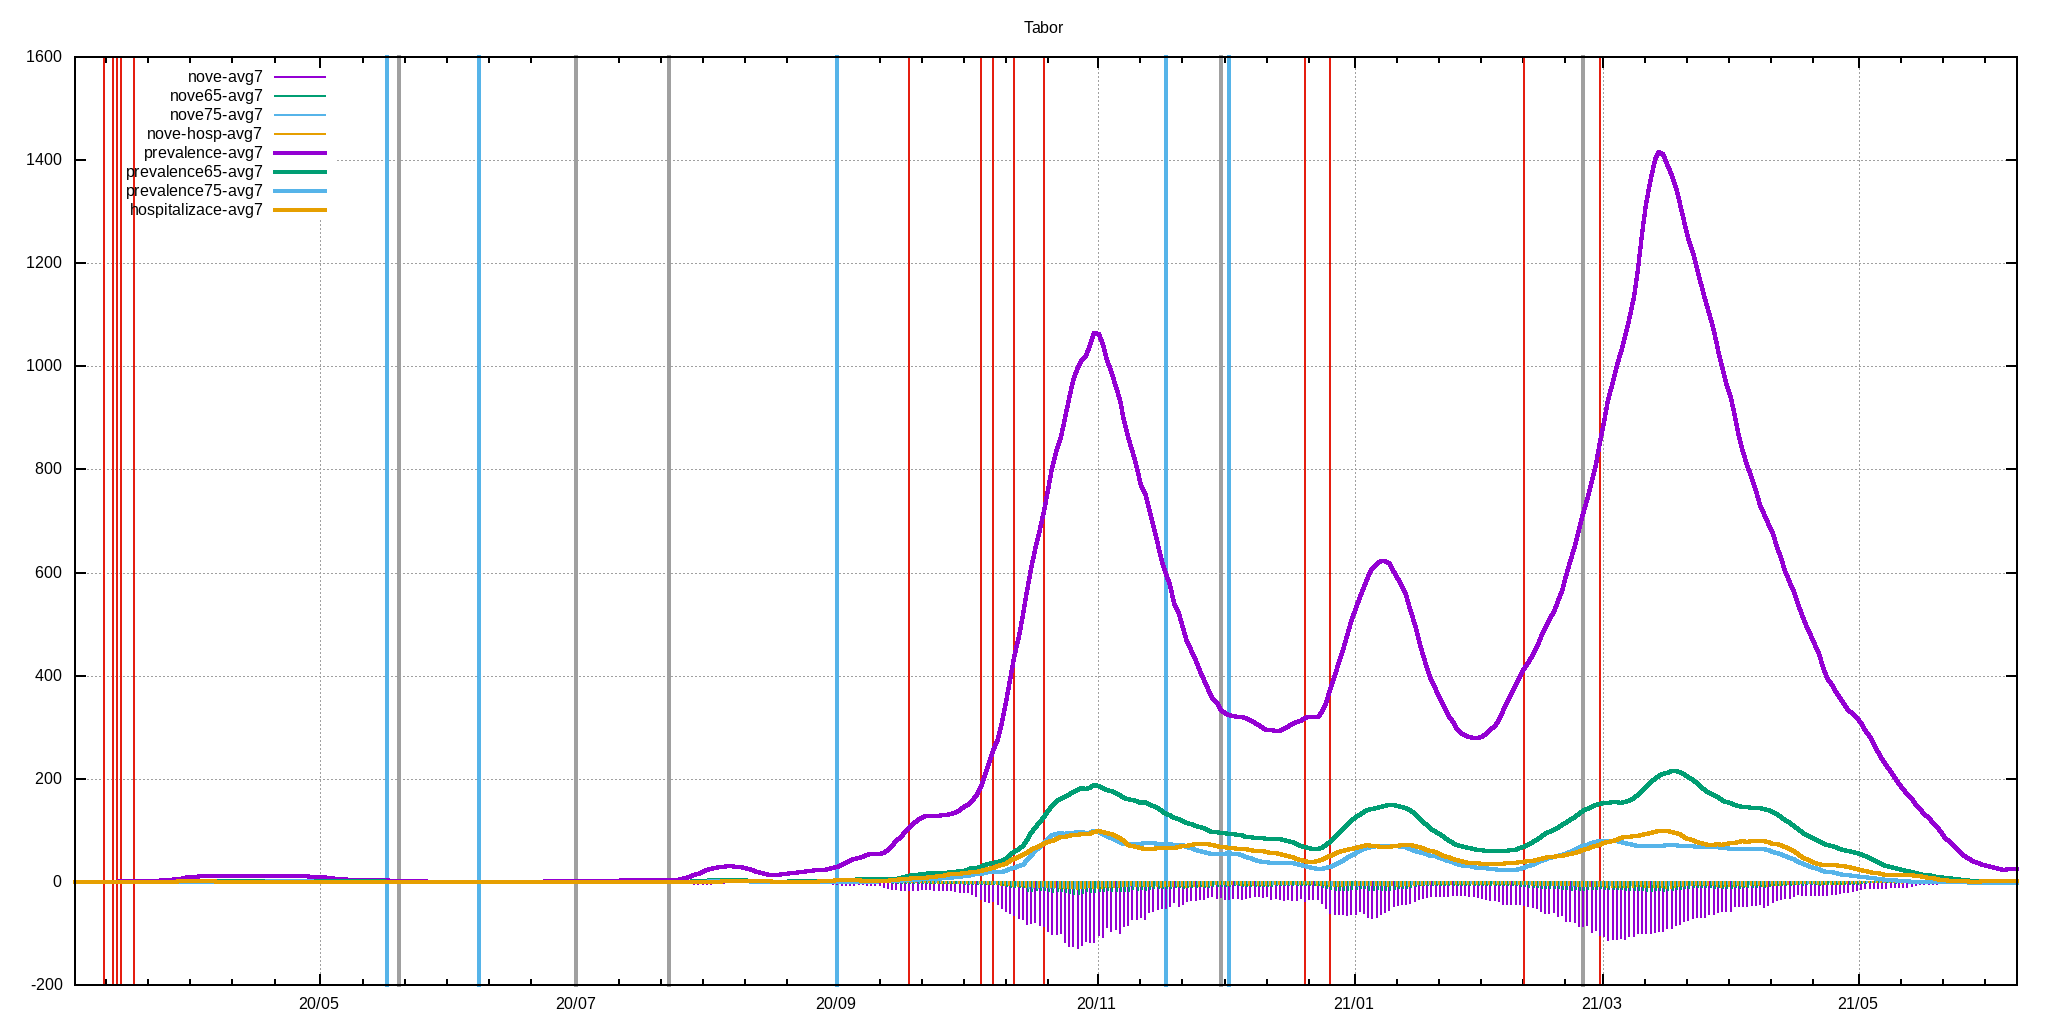 Tabor
1600
1400
1200
1000
800
600
400
200
0
-200
nove-avg7
nove65-avg7
nove75-avg7
nove-hosp-avg7
prevalence-avg7
prevalence65-avg7
prevalence75-avg7
hospitalizace-avg7
20/05 20/07 20/09 20/11 21/01 21/03 21/05